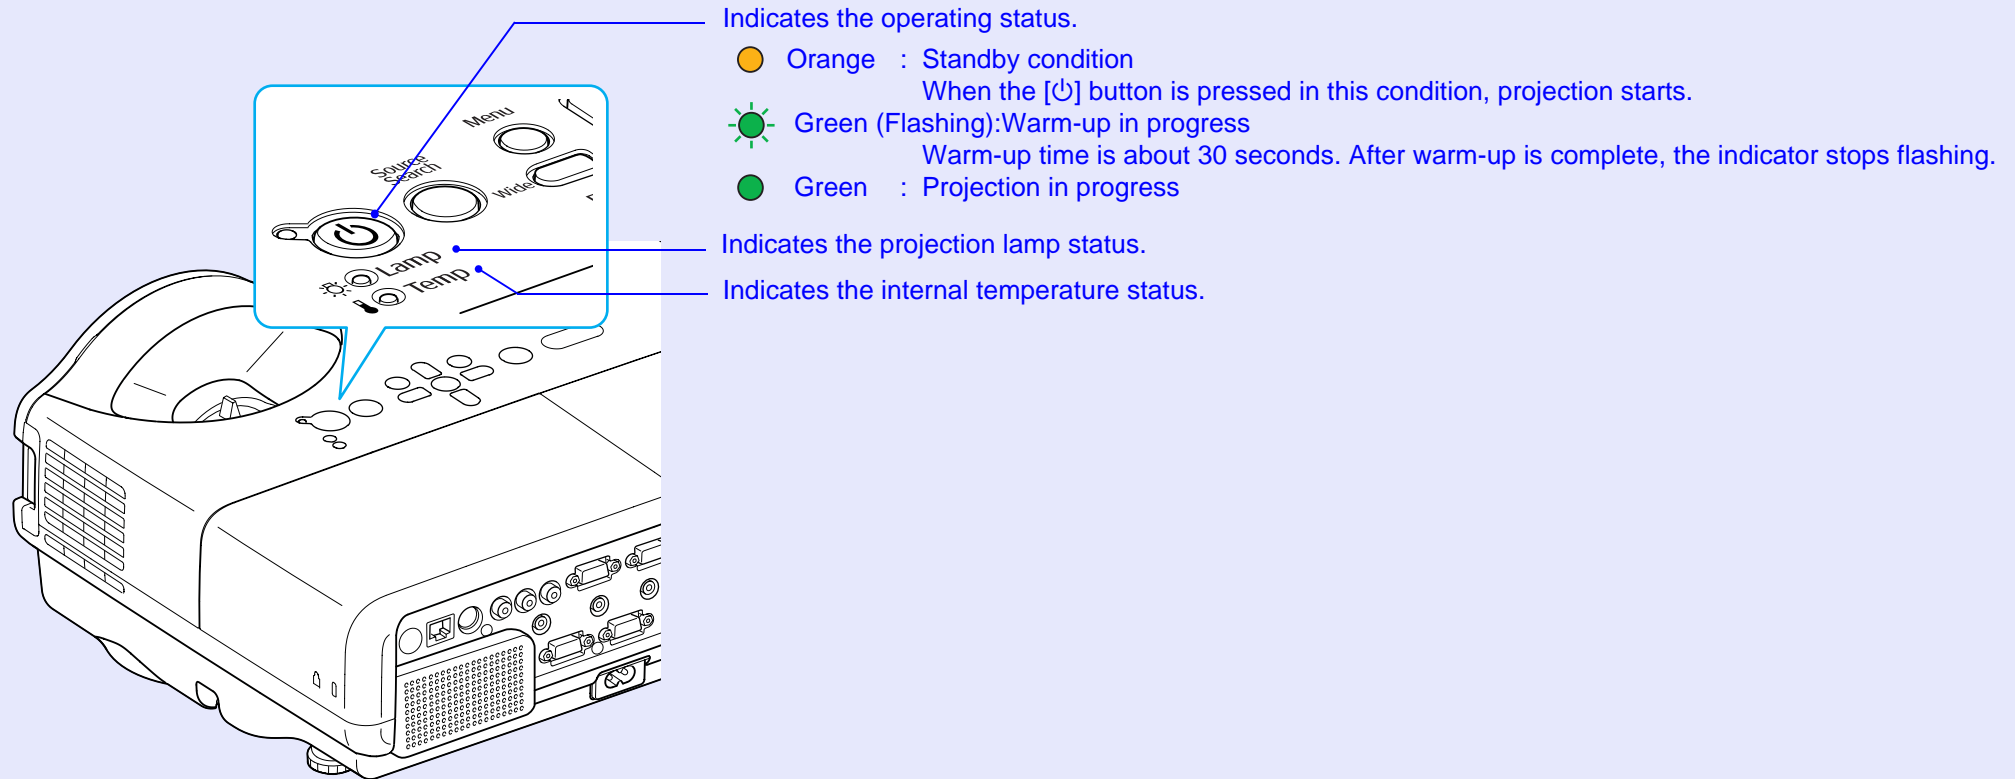 Indicates the operating status.
Orange : Standby condition
When the [⏻] button is pressed in this condition, projection starts.
Green (Flashing):Warm-up in progress
Warm-up time is about 30 seconds. After warm-up is complete, the indicator stops flashing.
Green : Projection in progress
Indicates the projection lamp status.
Indicates the internal temperature status.
Menu
Source
Search
Wide
Lamp
Temp